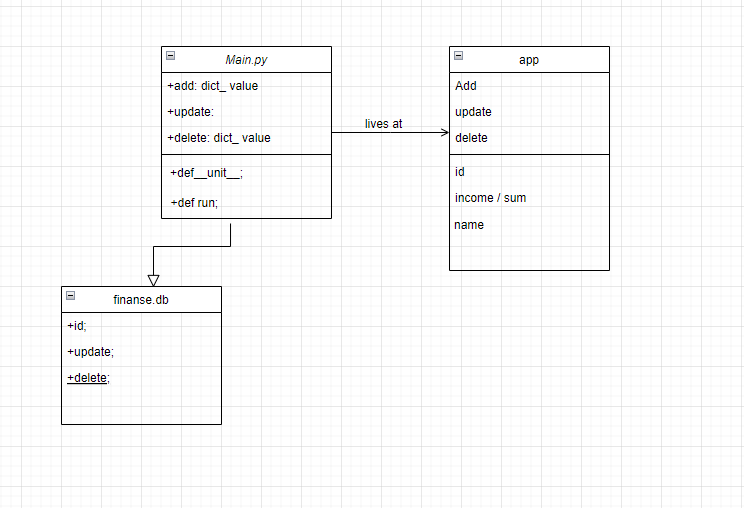 Main.py
+add: dict_ value
+update:
+delete: dict_ value
+def__unit__;
+def run;
lives at
app
Add
update
delete
id
income / sum
name
finanse.db
+id;
+update;
+delete;